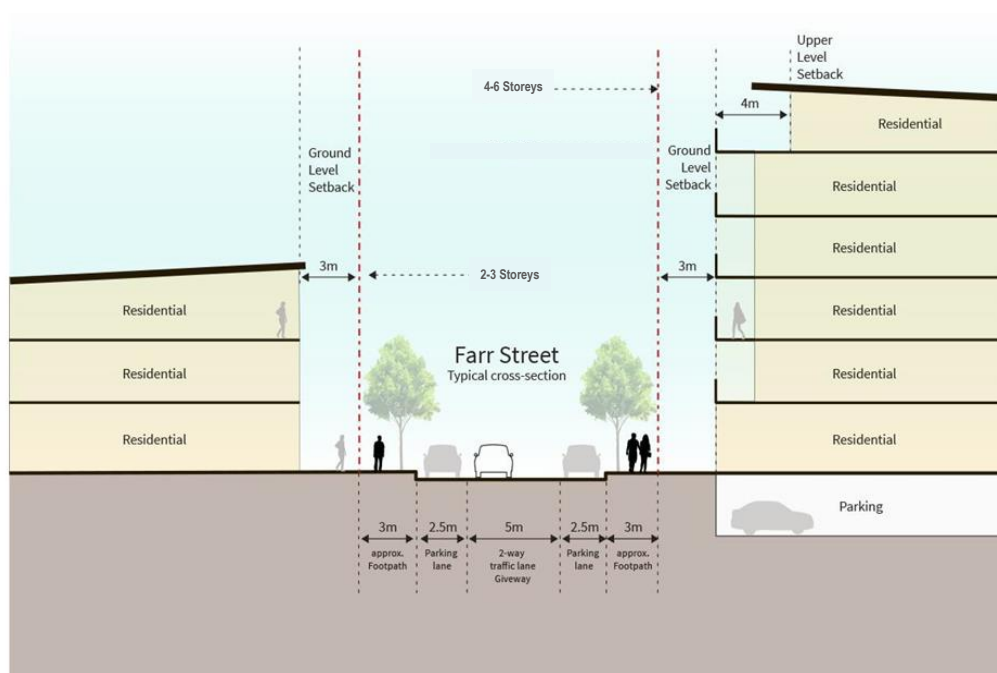 Upper
Level
Setback
4-6 Storeys
4m
Residential
Ground
Level
Setback
Ground
Level
Setback
Residential
3m
2-3 Storeys
3m
Residential
Residential
Residential
Farr Street
Typical cross-section
Residential
Residential
Residential
Residential
Parking
3m
2.5m
5m
2.5m
3m
approx.
Footpath
Parking
lane
2-way
traffic lane
Giveway
Parking
lane
approx.
Footpath